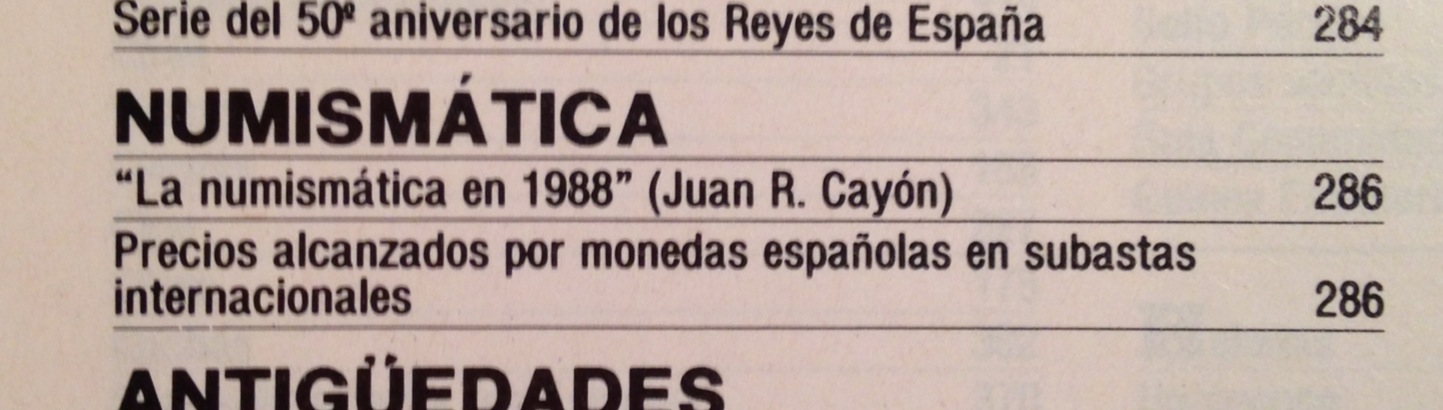 Serie del 50º aniversario de los Reyes de España 284
NUMISMÁTICA
“La numismática en 1988” (Juan R. Cayón) 286
Precios alcanzados por monedas españolas en subastas
internacionales 286
ANTIGÜEDADES